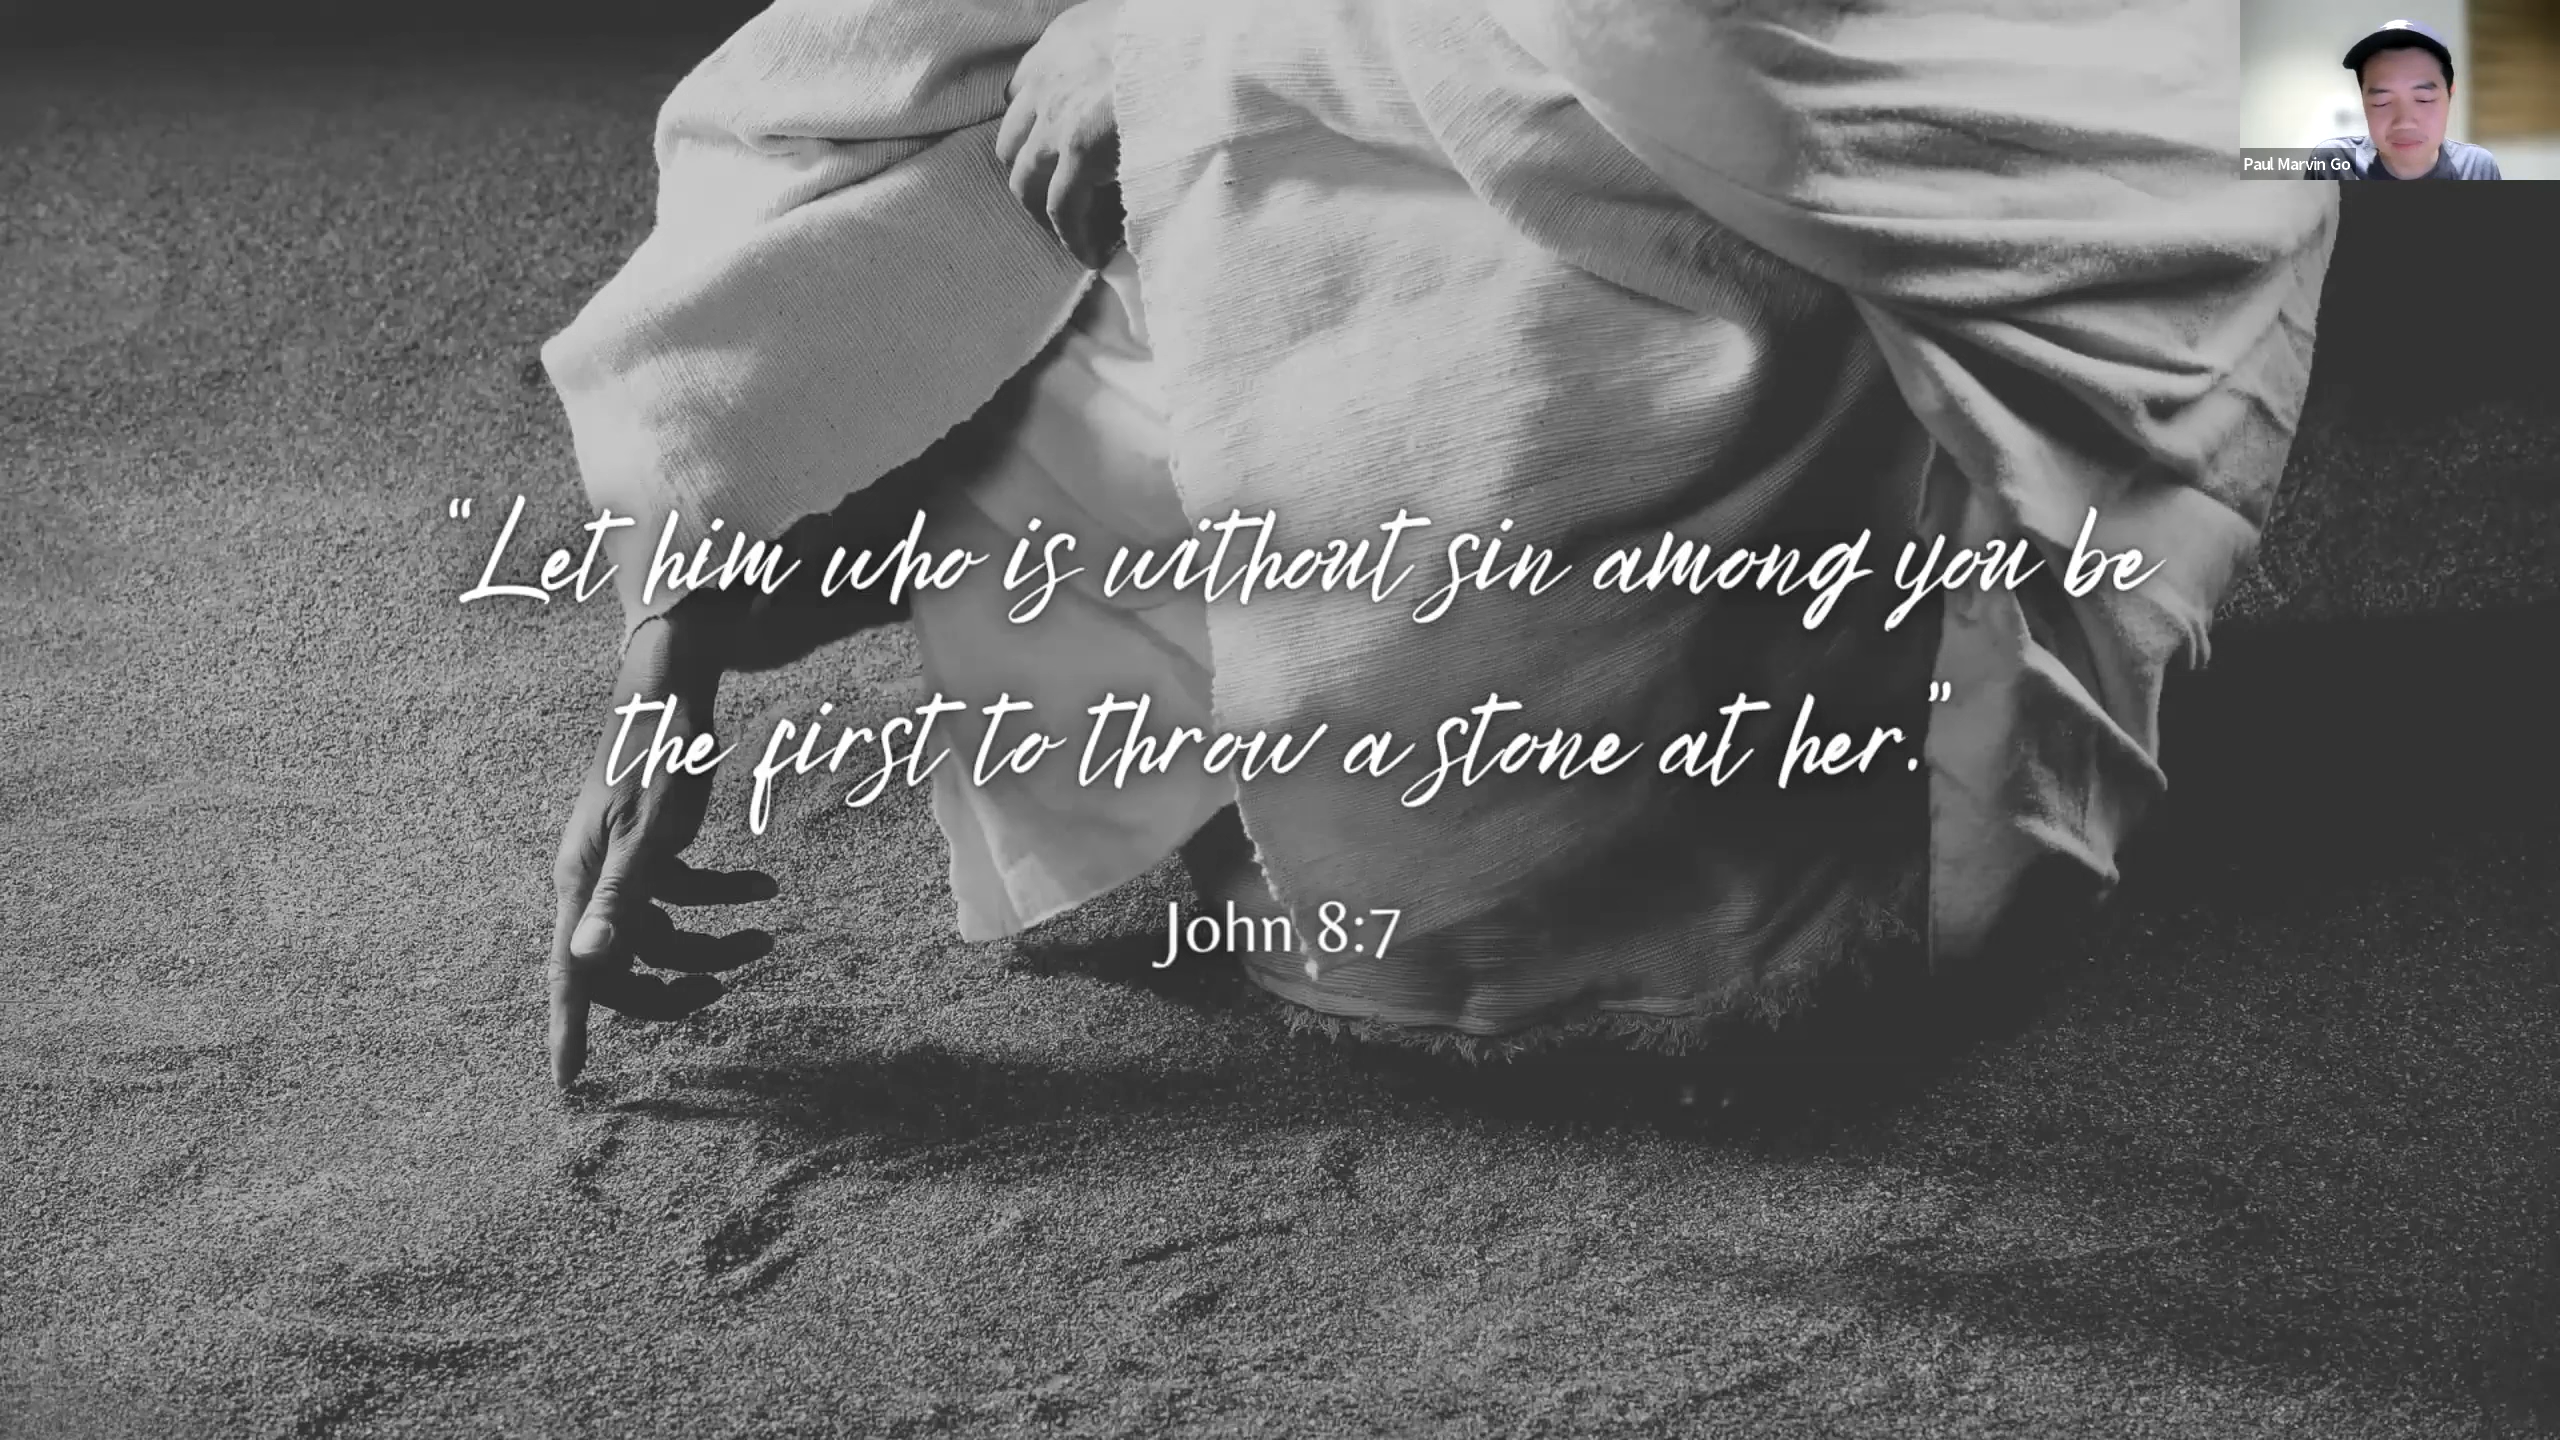 Paul Marvin Go
“Let him who is without sin among you be
the first to throw a stone at her.”
John 8:7